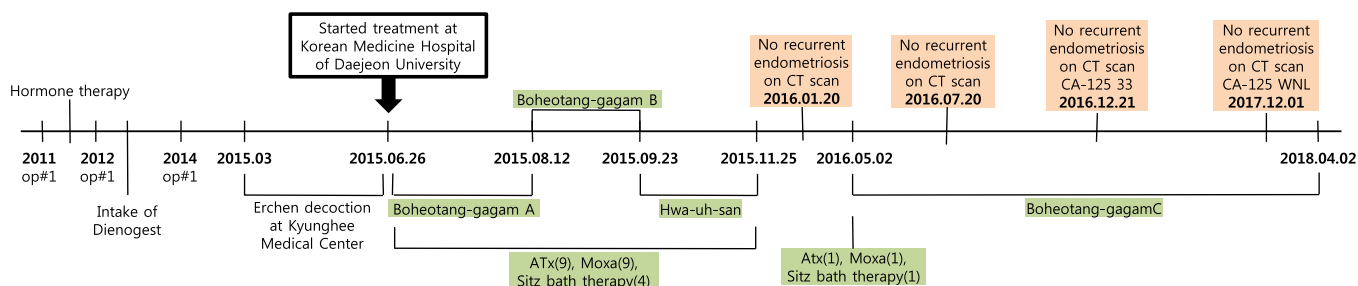 Started treatment at
Korean Medicine Hospital
of Daejeon University
No recurrent
endometriosis
on CT scan
2016.01.20
No recurrent
endometriosis
on CT scan
2016.07.20
No recurrent
endometriosis
on CT scan
CA-125 33
2016.12.21
No recurrent
endometriosis
on CT scan
CA-125 WNL
2017.12.01
Hormone therapy
Boheotang-gagam B
2011
op#1
2012
op#1
2014
op#1
2015.03
2015.06.26
2015.08.12
2015.09.23
2015.11.25
2016.05.02
2018.04.02
Intake of
Dienogest
Erchen decoction
at Kyunghee
Medical Center
Boheotang-gagam A
Hwa-uh-san
Boheotang-gagamC
ATx(9), Moxa(9),
Sitz bath therapy(4)
Atx(1), Moxa(1),
Sitz bath therapy(1)